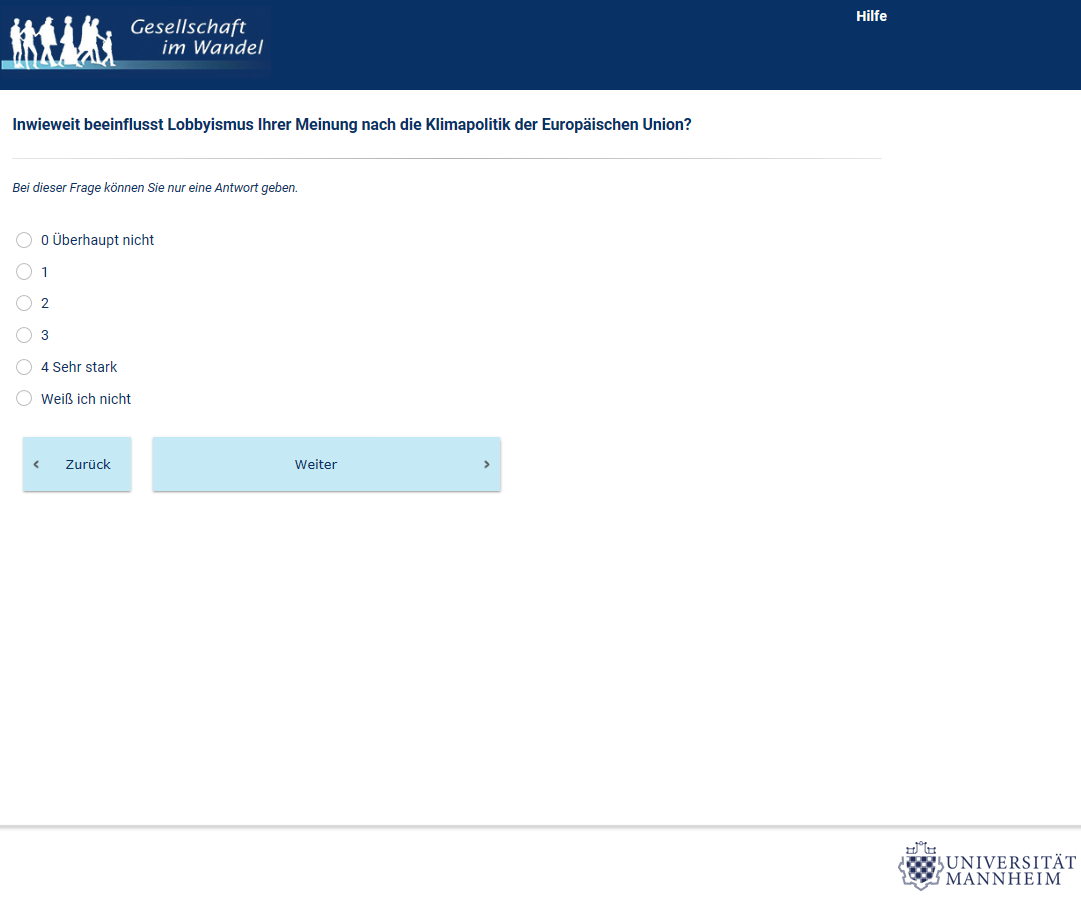 Gesellschaft
im Wandel
Hilfe
Inwieweit beeinflusst Lobbyismus Ihrer Meinung nach die Klimapolitik der Europäischen Union?
Bei dieser Frage können Sie nur eine Antwort geben.
0 Überhaupt nicht
1
2
3
4 Sehr stark
Weiß ich nicht
Zurück
Weiter
UNIVERSITÄT
MANNHEIM